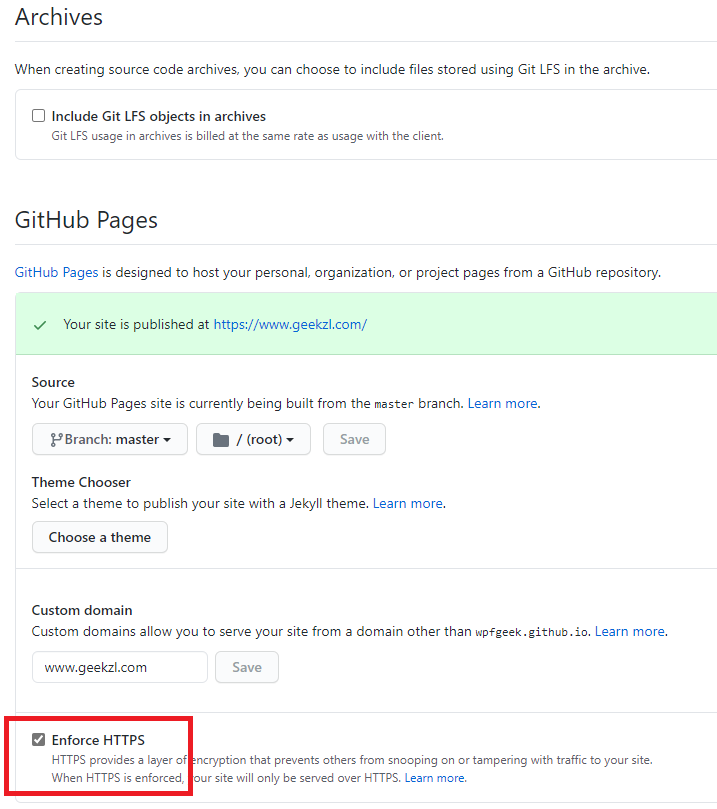 Archives
When creating source code archives, you can choose to include files stored using Git LFS in the archive.
Include Git LFS objects in archives
Git LFS usage in archives is billed at the same rate as usage with the client.
GitHub Pages
GitHub Pages is designed to host your personal, organization, or project pages from a GitHub repository.
Your site is published at https://www.geekzl.com/
Source
Your GitHub Pages site is currently being built from the master branch. Learn more.
Branch: master / (root) Save
Theme Chooser
Select a theme to publish your site with a Jekyll theme. Learn more.
Choose a theme
Custom domain
Custom domains allow you to serve your site from a domain other than wpfgeek.github.io. Learn more.
www.geekzl.com Save
Enforce HTTPS
HTTPS provides a layer of encryption that prevents others from snooping on or tampering with traffic to your site.
When HTTPS is enforced, your site will only be served over HTTPS. Learn more.